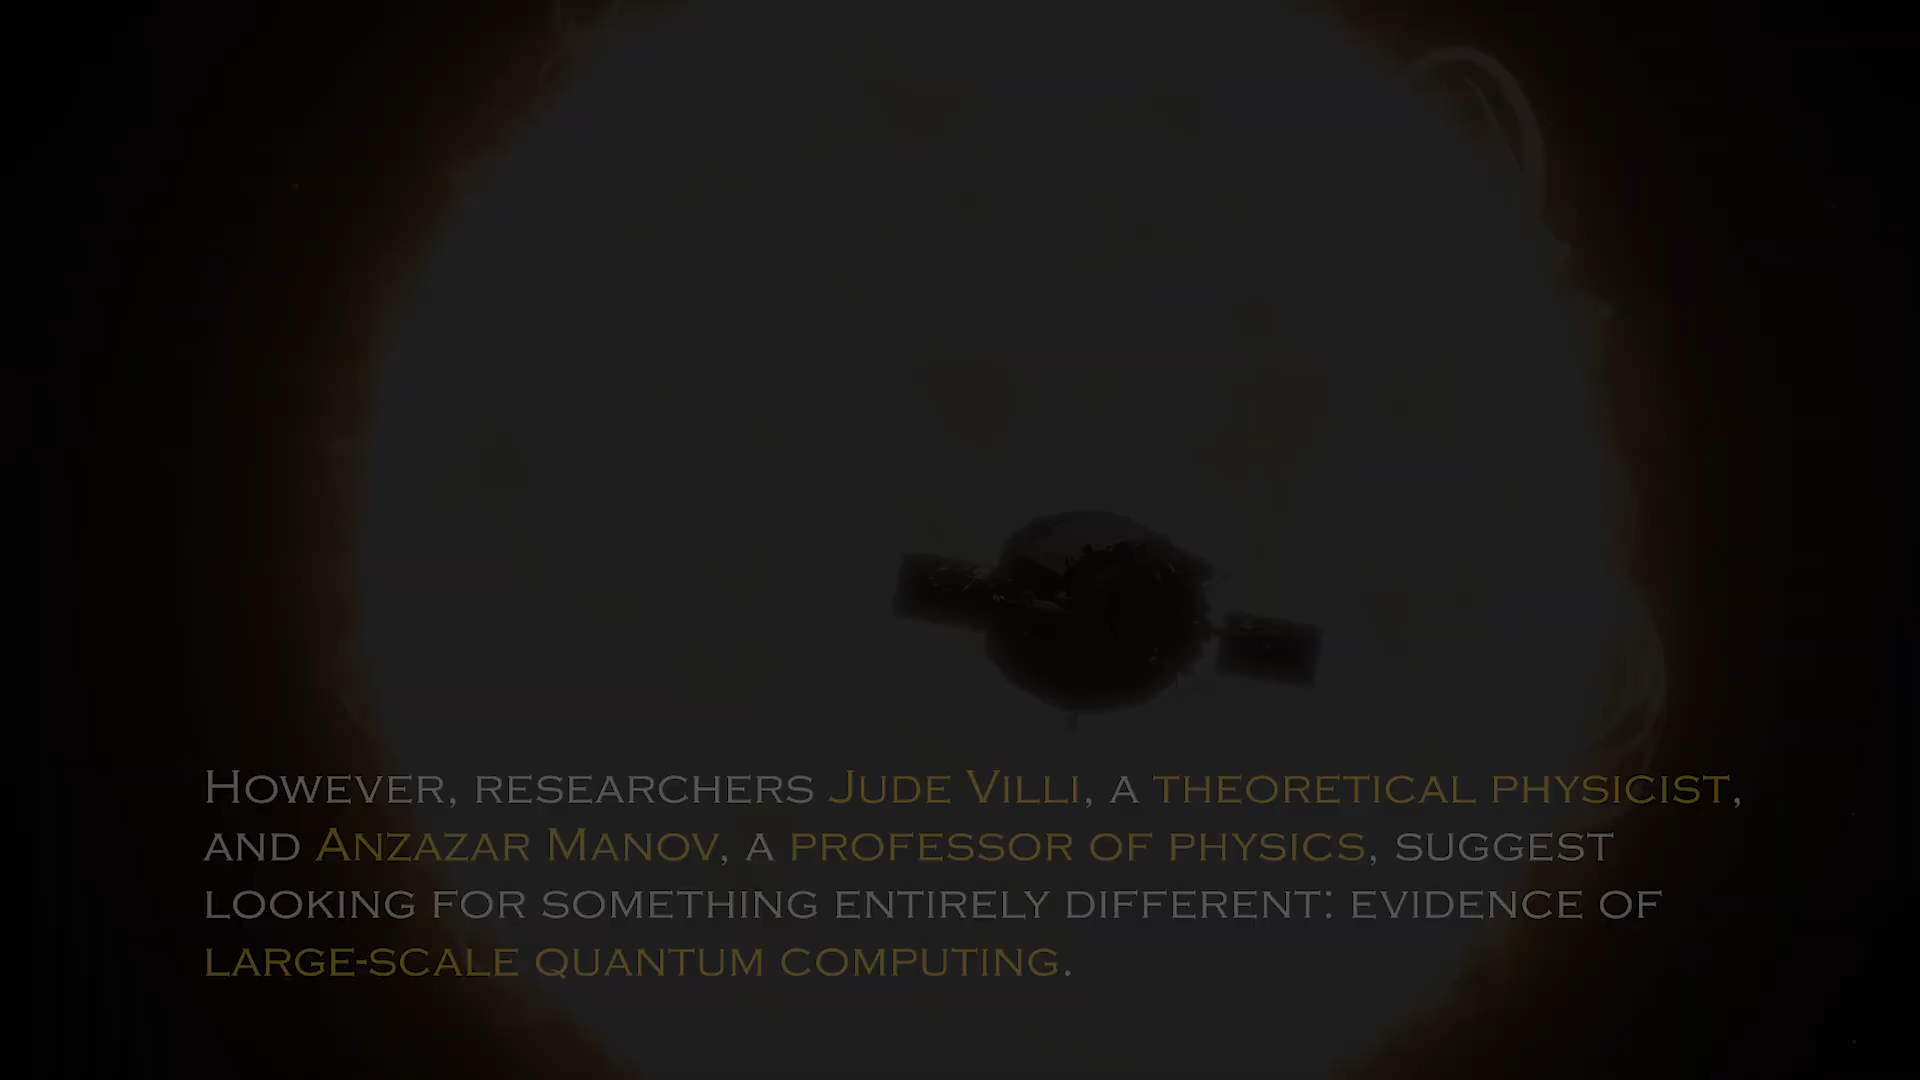 However, researchers Jude Villi, a theoretical physicist,
and Anzazar Manov, a professor of physics, suggest
looking for something entirely different: evidence of
large-scale quantum computing.